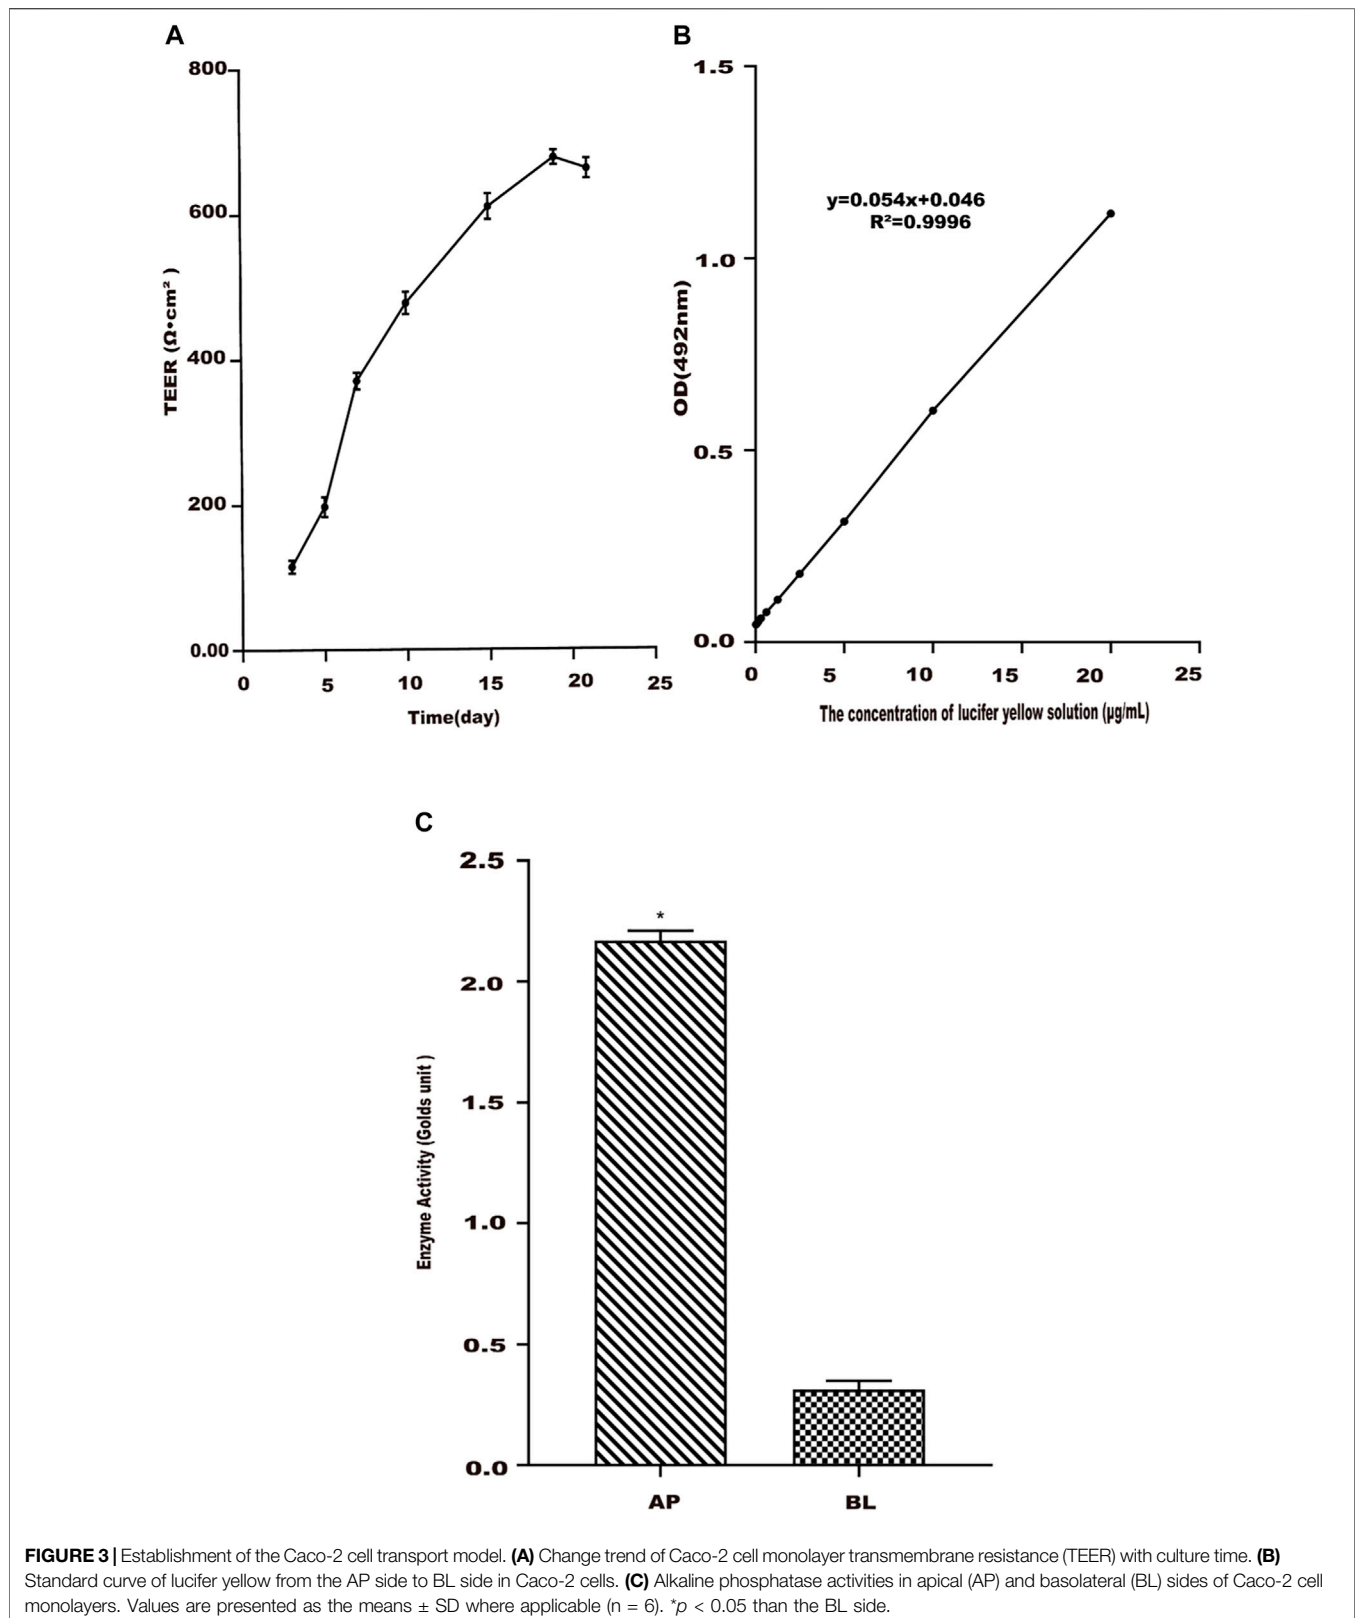 A
800
600
400
200
0.00
TEER (Ω•cm² )
0
5
10
15
20
25
Time(day)
B
1.5
1.0
0.5
0.0
OD(492nm)
y=0.054x+0.046
R²=0.9996
0
5
10
15
20
25
The concentration of lucifer yellow solution (µg/mL)
C
2.5
2.0
1.5
1.0
0.5
0.0
Enzyme Activity (Golds unit )
*
AP
BL
FIGURE 3 | Establishment of the Caco-2 cell transport model. (A) Change trend of Caco-2 cell monolayer transmembrane resistance (TEER) with culture time. (B)
Standard curve of lucifer yellow from the AP side to BL side in Caco-2 cells. (C) Alkaline phosphatase activities in apical (AP) and basolateral (BL) sides of Caco-2 cell
monolayers. Values are presented as the means ± SD where applicable (n = 6). *p < 0.05 than the BL side.